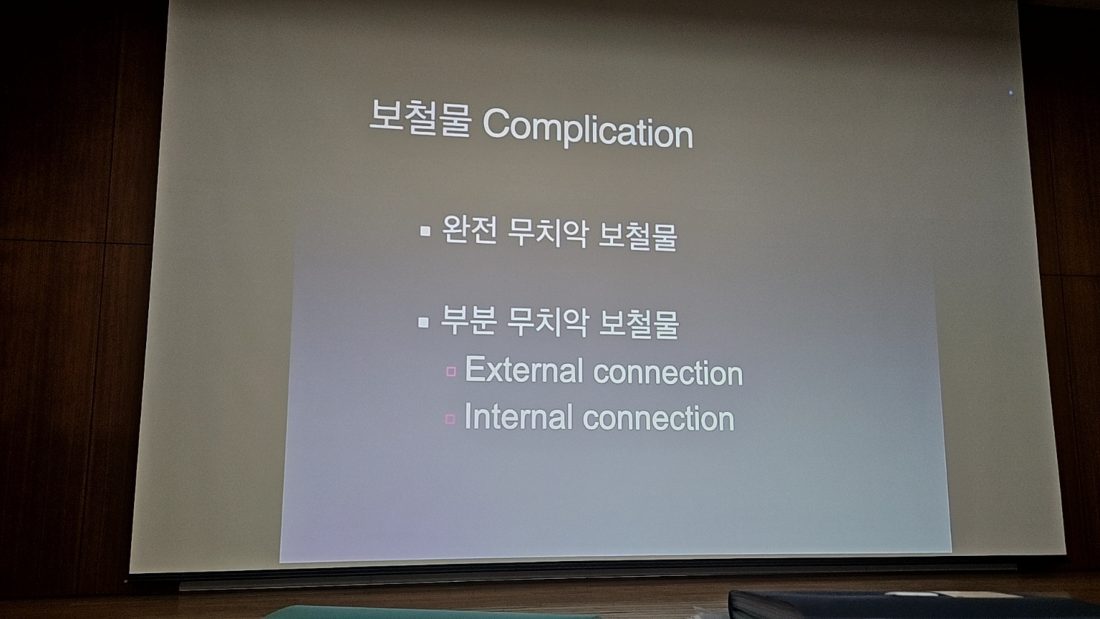 보철물 Complication
▪ 완전 무치악 보철물
▪ 부분 무치악 보철물
▫ External connection
▫ Internal connection